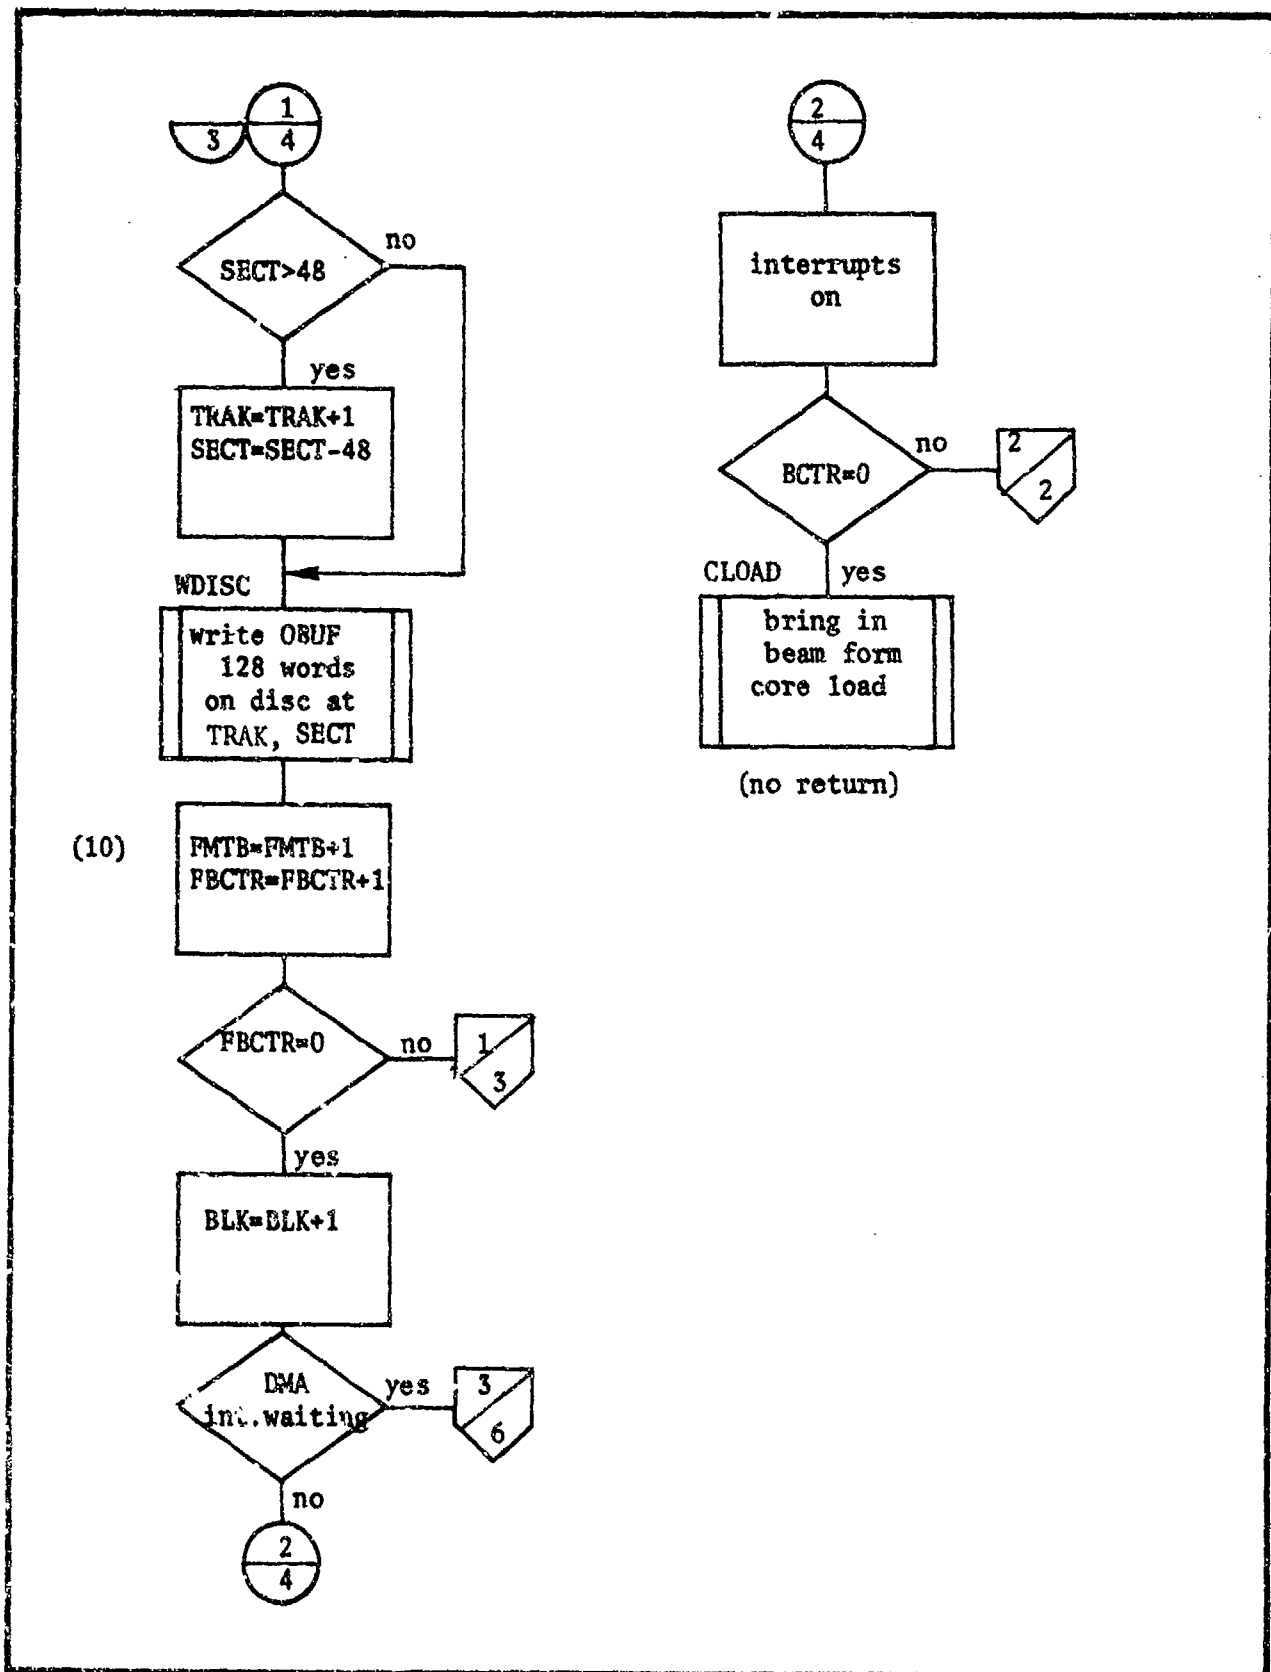 1
4
3
SECT>48
no
yes
TRAK=TRAK+1
SECT=SECT-48
WDISC
write OBUF
128 words
on disc at
TRAK, SECT
(10)
FMTB=FMTB+1
FBCTR=FBCTR+1
FBCTR=0
no
1
3
yes
BLK=BLK+1
DMA
int.waiting
yes
3
6
no
2
4
2
4
interrupts
on
BCTR=0
no
2
2
yes
CLOAD
bring in
beam form
core load
(no return)